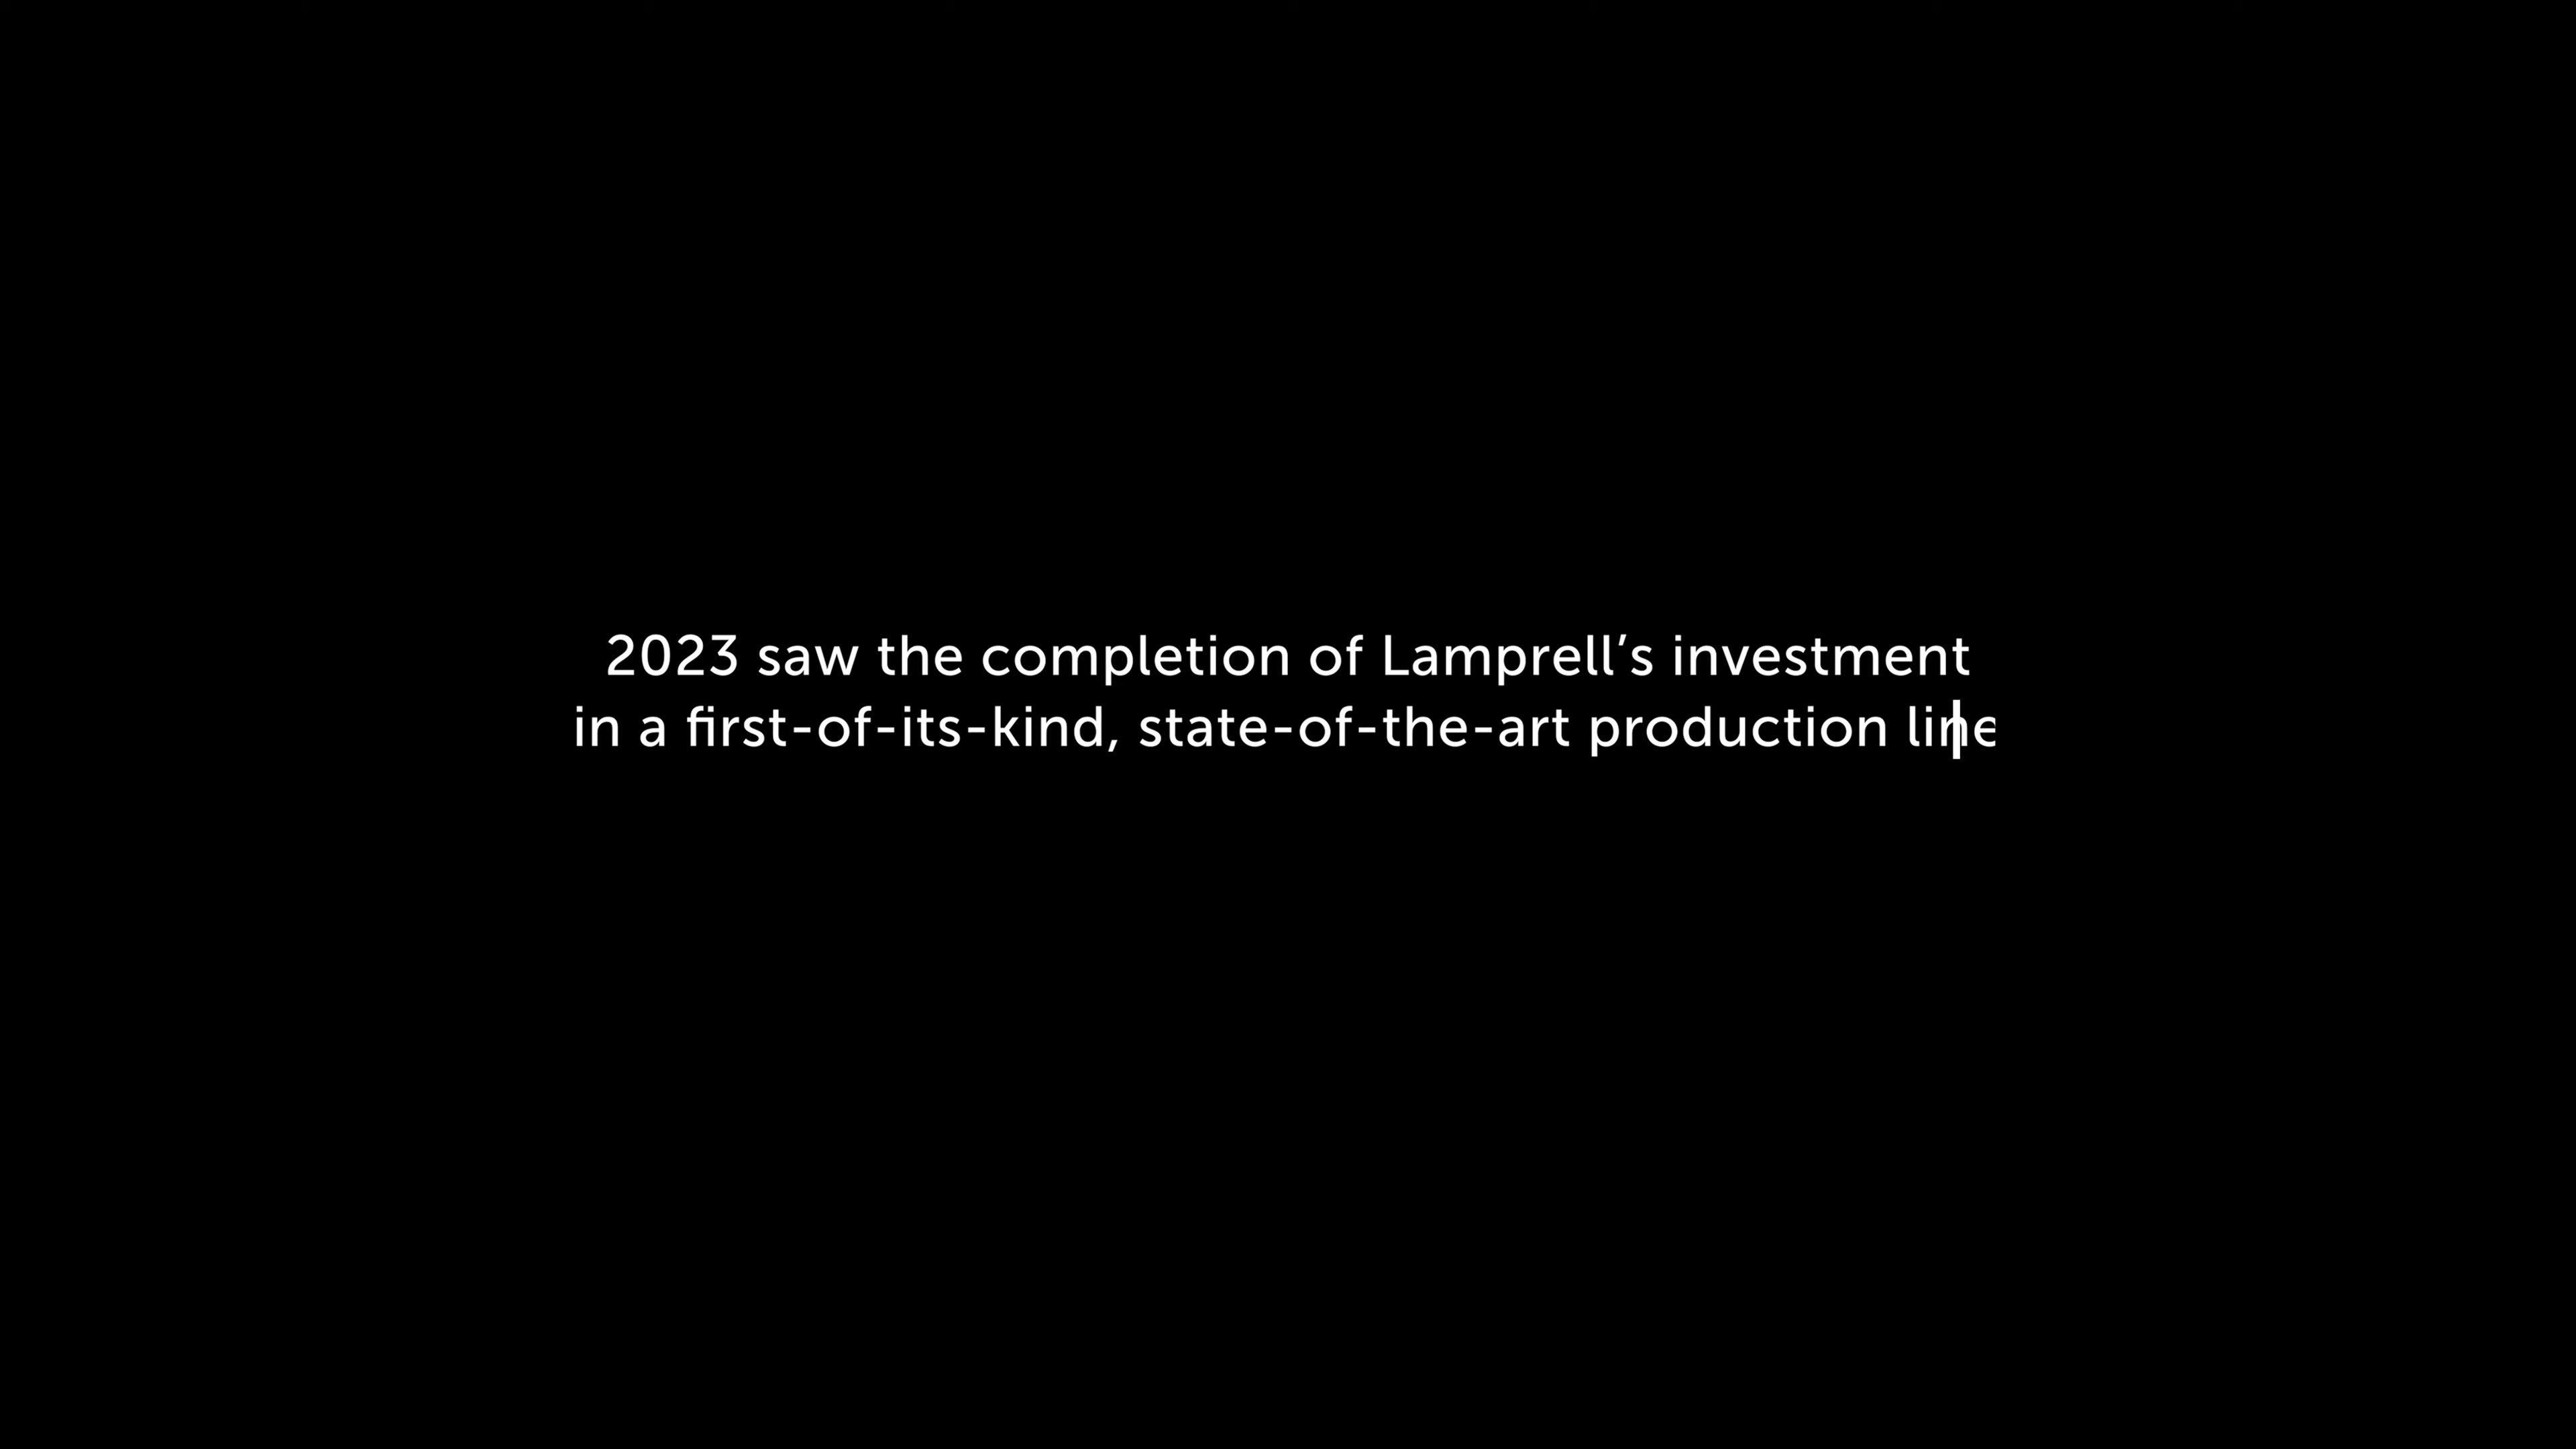 2023 saw the completion of Lamprell’s investment
in a first-of-its-kind, state-of-the-art production line